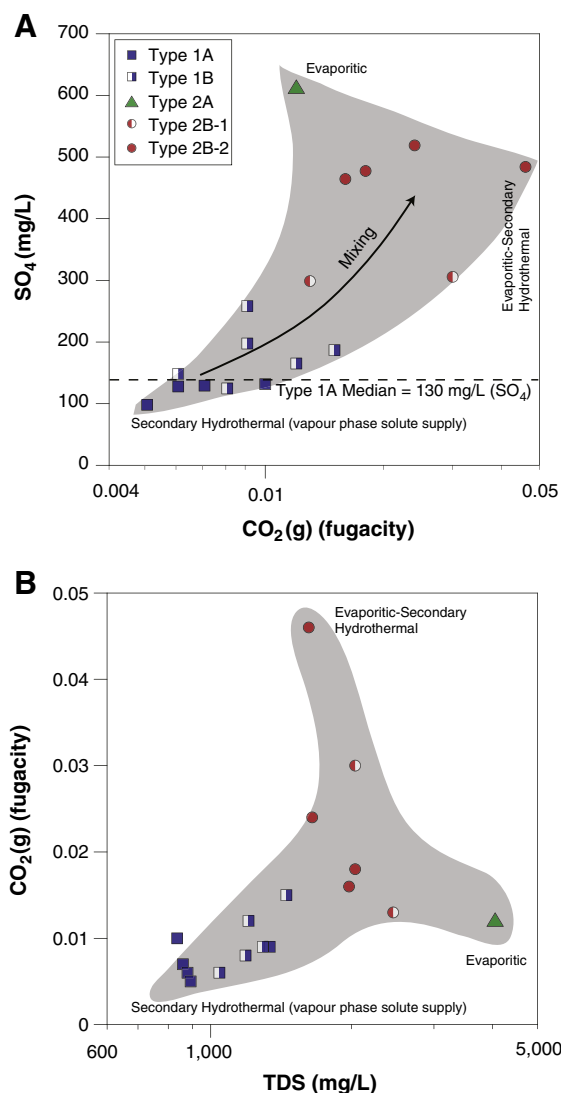 A
700
600
500
400
300
200
100
0
SO₄ (mg/L)
Type 1A
Type 1B
Type 2A
Type 2B-1
Type 2B-2
Evaporitic
Mixing
Evaporitic-Secondary
Hydrothermal
Type 1A Median = 130 mg/L (SO₄)
Secondary Hydrothermal (vapour phase solute supply)
0.004
0.01
0.05
CO₂(g) (fugacity)
B
0.05
0.04
0.03
0.02
0.01
0
CO₂(g) (fugacity)
Evaporitic-Secondary
Hydrothermal
Evaporitic
Secondary Hydrothermal (vapour phase solute supply)
600
1,000
5,000
TDS (mg/L)